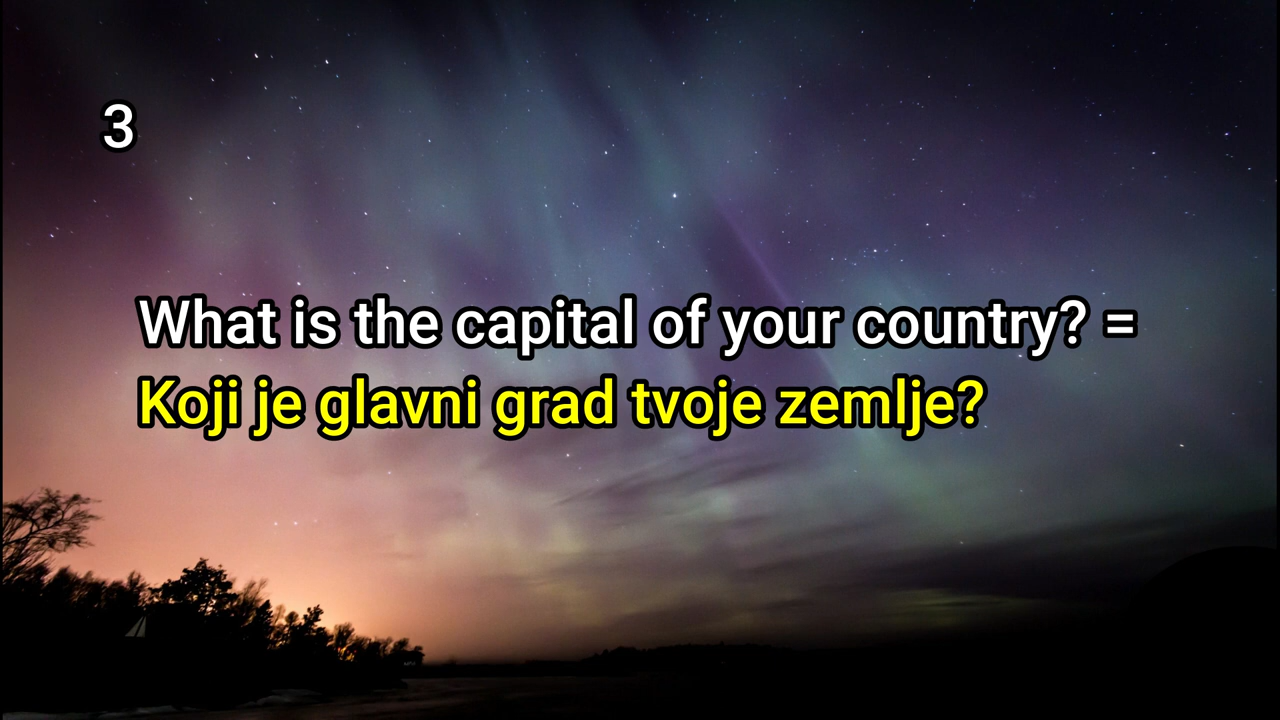 3
What is the capital of your country? =
Koji je glavni grad tvoje zemlje?